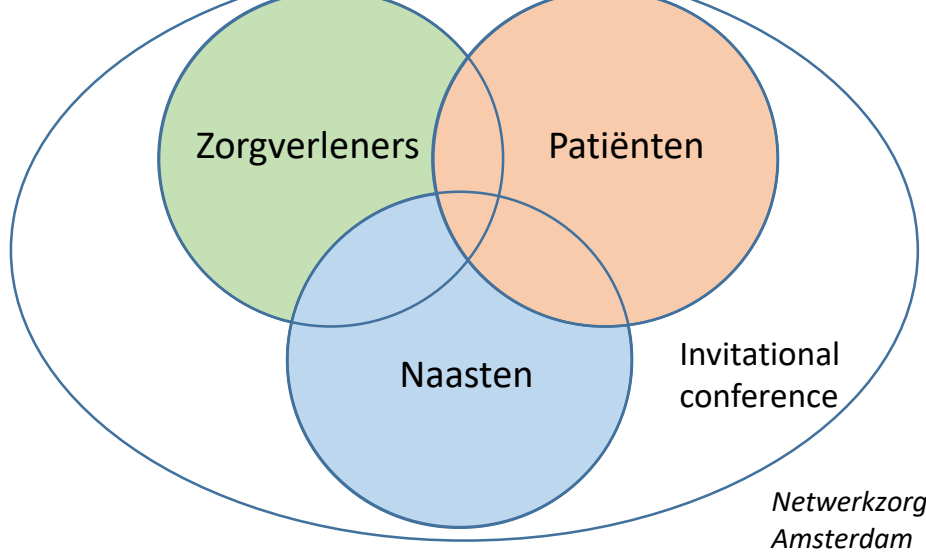 Zorgverleners
Patiënten
Naasten
Invitational
conference
Netwerkzorg
Amsterdam